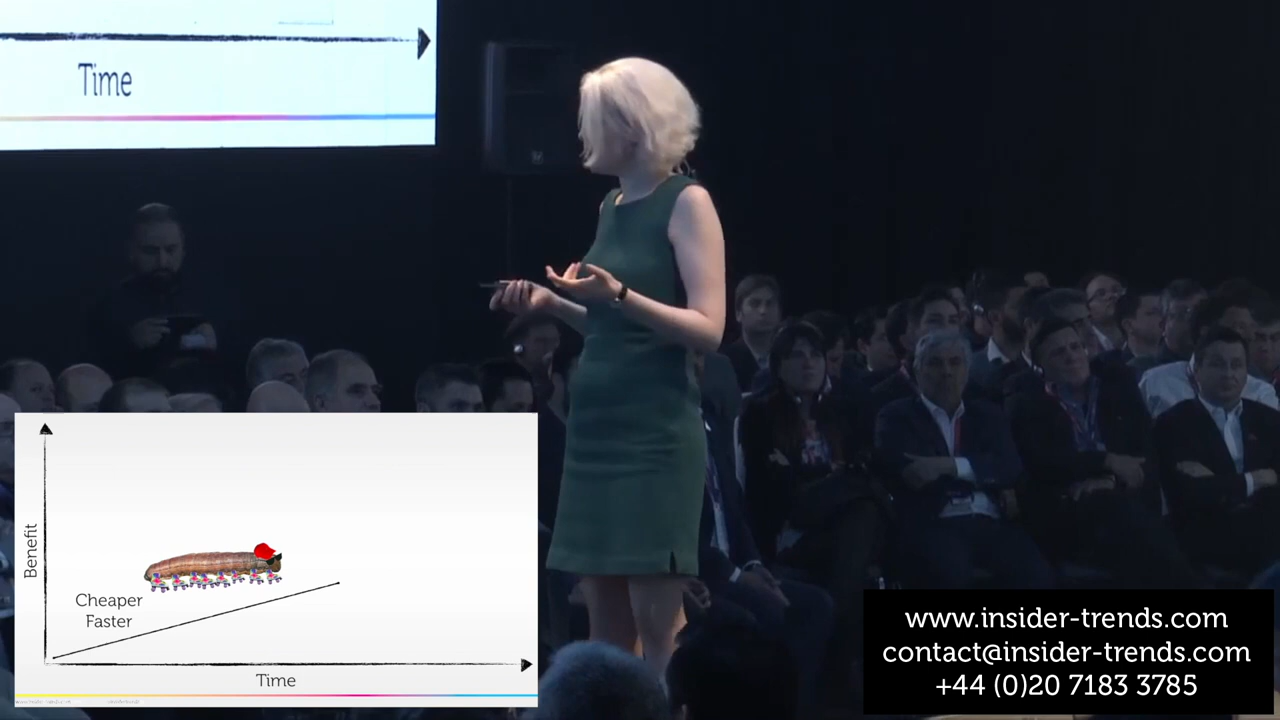 Time
Benefit
Cheaper
Faster
Time
www.insider-trends.com
contact@insider-trends.com
+44 (0)20 7183 3785